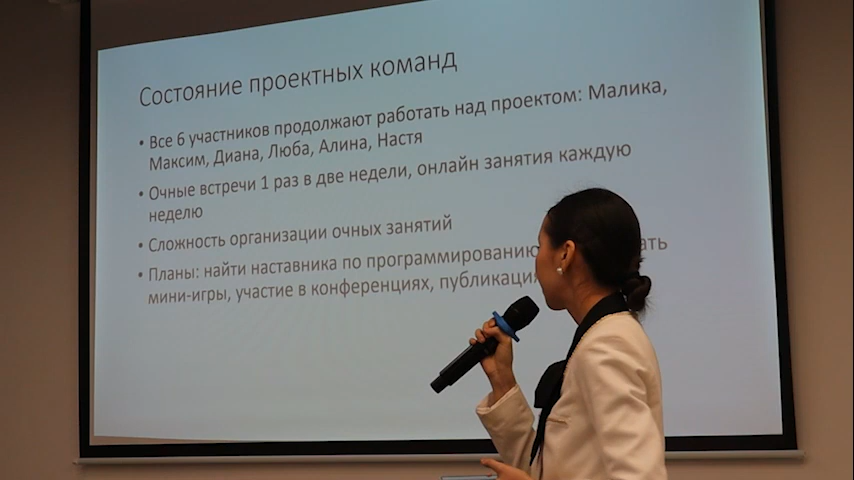 Состояние проектных команд
• Все 6 участников продолжают работать над проектом: Малика,
Максим, Диана, Люба, Алина, Настя
• Очные встречи 1 раз в две недели, онлайн занятия каждую
неделю
• Сложность организации очных занятий
• Планы: найти наставника по программированию
мини-игры, участие в конференциях,